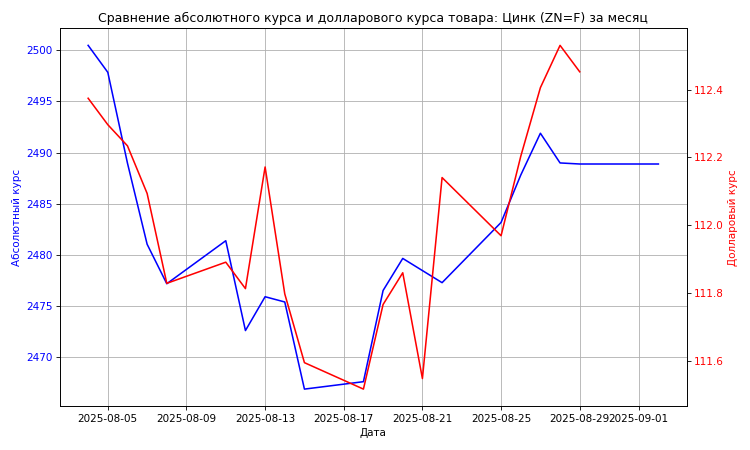 Сравнение абсолютного курса и долларового курса товара: Цинк (ZN=F) за месяц
2500
2495
2490
2485
2480
2475
2470
Абсолютный курс
112.4
112.2
112.0
111.8
111.6
Долларовый курс
2025-08-05 2025-08-09 2025-08-13 2025-08-17 2025-08-21 2025-08-25 2025-08-29 2025-09-01
Дата